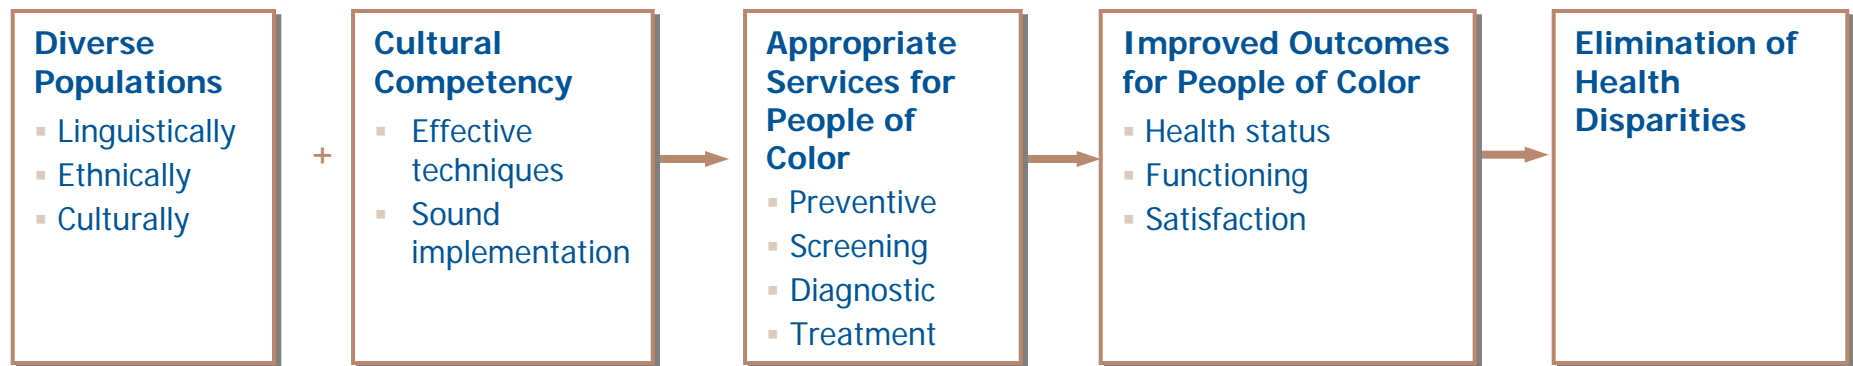 Diverse
Populations
▪ Linguistically
▪ Ethnically
▪ Culturally
+
Cultural
Competency
▪ Effective
techniques
▪ Sound
implementation
Appropriate
Services for
People of
Color
▪ Preventive
▪ Screening
▪ Diagnostic
▪ Treatment
Improved Outcomes
for People of Color
▪ Health status
▪ Functioning
▪ Satisfaction
Elimination of
Health
Disparities